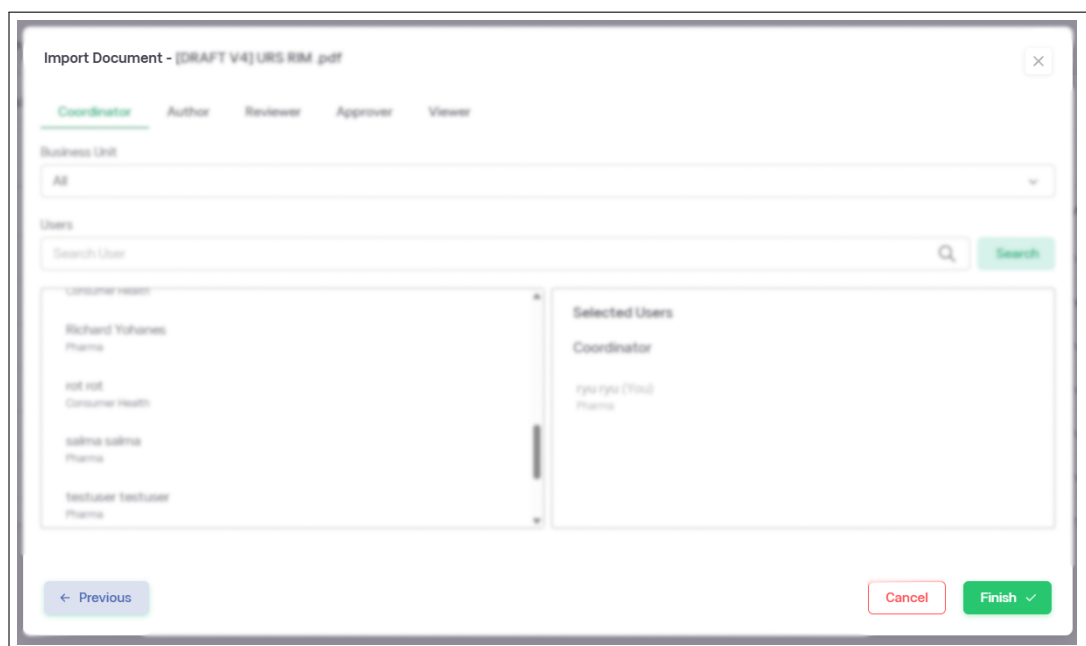 Import Document - [DRAFT V4] URS RIM .pdf
Coordinator Author Reviewer Approver Viewer
Business Unit
All
Users
Search User
Search
Consumer Health
Richard Yohanes
Pharma
rot rot
Consumer Health
salma salma
Pharma
testuser testuser
Pharma
Selected Users
Coordinator
ryu ryu (You)
Pharma
← Previous
Cancel
Finish ✓